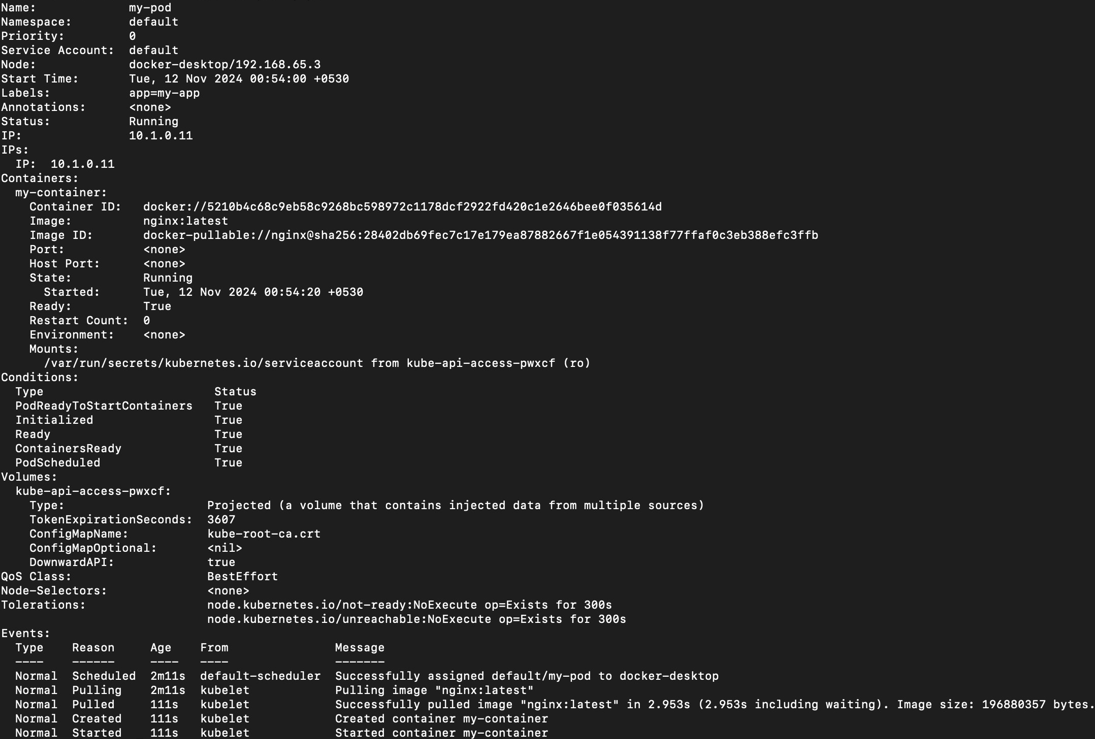 Name:             my-pod
Namespace:        default
Priority:         0
Service Account:  default
Node:             docker-desktop/192.168.65.3
Start Time:       Tue, 12 Nov 2024 00:54:00 +0530
Labels:           app=my-app
Annotations:      <none>
Status:           Running
IP:               10.1.0.11
IPs:
  IP:  10.1.0.11
Containers:
  my-container:
    Container ID:   docker://5210b4c68c9eb58c9268bc598972c1178dcf2922fd420c1e2646bee0f035614d
    Image:          nginx:latest
    Image ID:       docker-pullable://nginx@sha256:28402db69fec7c17e179ea87882667f1e054391138f77ffaf0c3eb388efc3ffb
    Port:           <none>
    Host Port:      <none>
    State:          Running
      Started:      Tue, 12 Nov 2024 00:54:20 +0530
    Ready:          True
    Restart Count:  0
    Environment:    <none>
    Mounts:
      /var/run/secrets/kubernetes.io/serviceaccount from kube-api-access-pwxcf (ro)
Conditions:
  Type                        Status
  PodReadyToStartContainers   True
  Initialized                 True
  Ready                       True
  ContainersReady             True
  PodScheduled                True
Volumes:
  kube-api-access-pwxcf:
    Type:                    Projected (a volume that contains injected data from multiple sources)
    TokenExpirationSeconds:  3607
    ConfigMapName:           kube-root-ca.crt
    ConfigMapOptional:       <nil>
    DownwardAPI:             true
QoS Class:                   BestEffort
Node-Selectors:              <none>
Tolerations:                 node.kubernetes.io/not-ready:NoExecute op=Exists for 300s
                             node.kubernetes.io/unreachable:NoExecute op=Exists for 300s
Events:
  Type    Reason     Age    From               Message
  ----    ------     ----   ----               -------
  Normal  Scheduled  2m11s  default-scheduler  Successfully assigned default/my-pod to docker-desktop
  Normal  Pulling    2m11s  kubelet            Pulling image "nginx:latest"
  Normal  Pulled     111s   kubelet            Successfully pulled image "nginx:latest" in 2.953s (2.953s including waiting). Image size: 196880357 bytes.
  Normal  Created    111s   kubelet            Created container my-container
  Normal  Started    111s   kubelet            Started container my-container